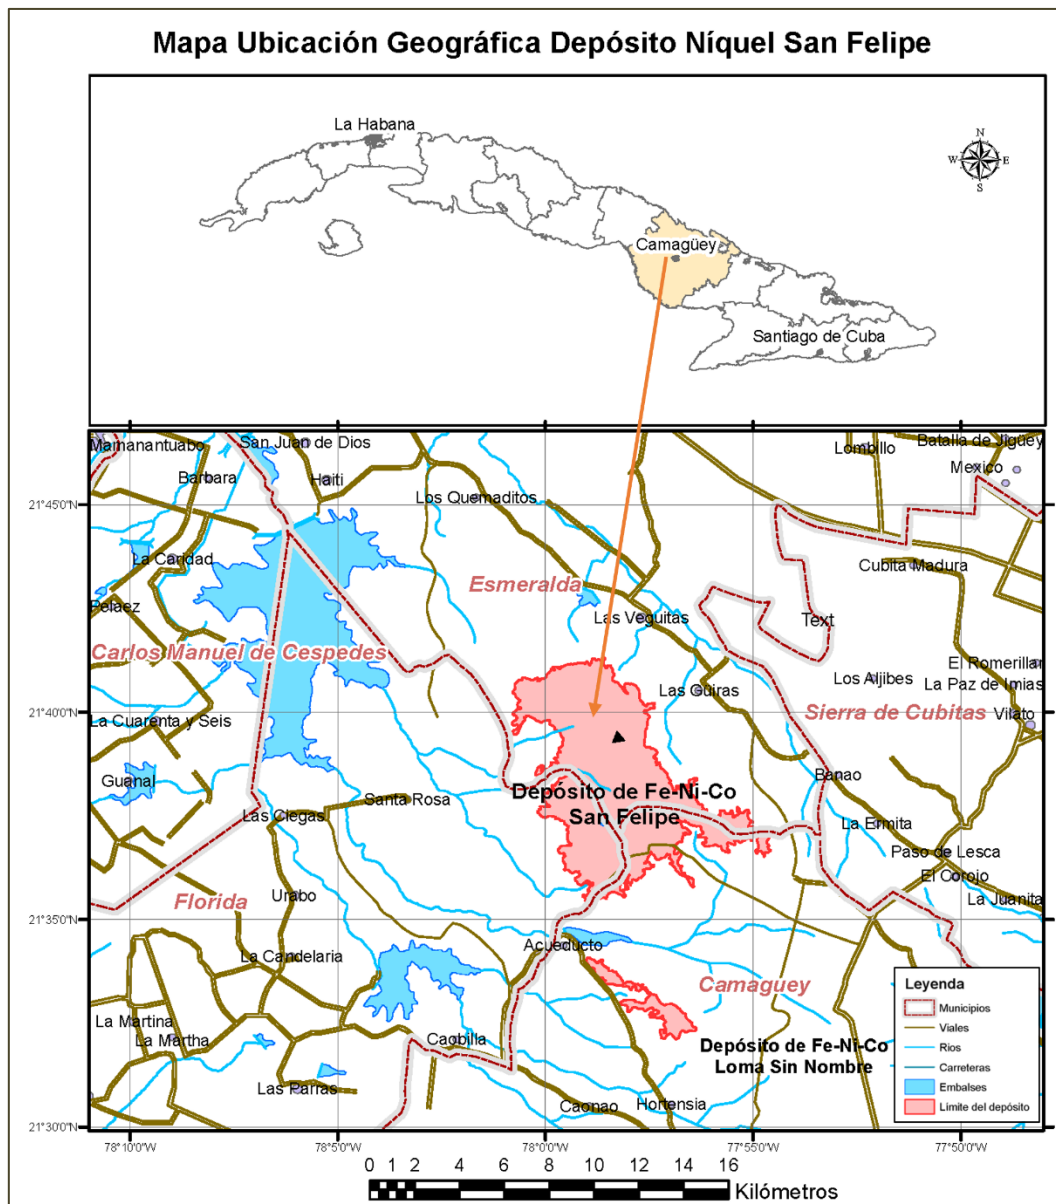 Mapa Ubicación Geográfica Depósito Níquel San Felipe
La Habana
N
W
E
S
Camagüey
Santiago de Cuba
Mamanantuabo
San Juan de Dios
Lombillo
Batalla de Jigüey
Barbara
Haiti
Los Quemaditos
Mexico
21°45'0"N
La Caridad
Cubita Madura
Esmeralda
Pelaez
Las Veguitas
Text
Carlos Manuel de Cespedes
El Romerillar
Los Aljibes
La Paz de Imias
Las Güiras
21°40'0"N
La Cuarenta y Seis
Sierra de Cubitas
Vilato
Guanal
Banao
Depósito de Fe-Ni-Co
San Felipe
Santa Rosa
Las Clegas
La Ermita
Paso de Lesca
El Corojo
Urabo
La Juanita
Florida
21°35'0"N
Acueducto
La Candelaria
Camaguey
Leyenda
Municipios
Viales
Rios
Carreteras
Embalses
Limite del depósito
La Martina
La Martha
Caobilla
Depósito de Fe-Ni-Co
Loma Sin Nombre
Las Parras
Caonao
Hortensia
21°30'0"N
78°10'0"W
78°5'0"W
78°0'0"W
77°55'0"W
77°50'0"W
0 1 2 4 6 8 10 12 14 16
Kilómetros